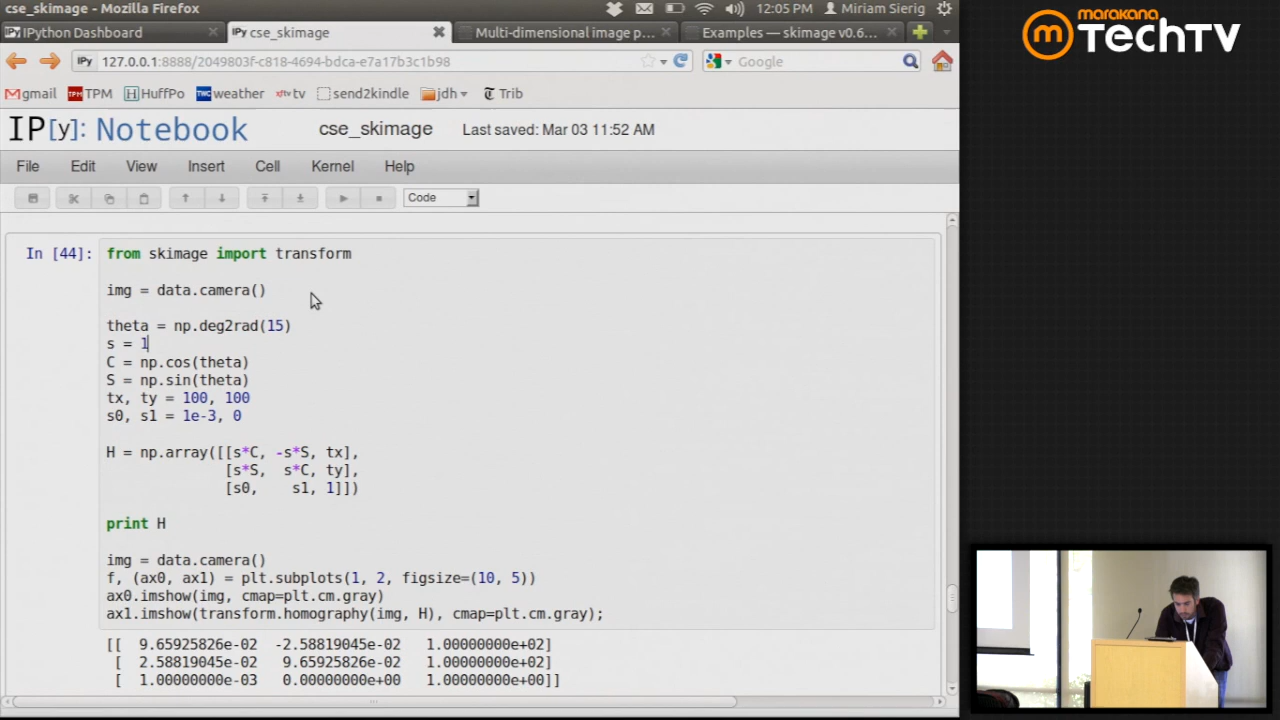 cse_skimage - Mozilla Firefox
12:05 PM
Miriam Sierig
IP[y]: IPython Dashboard
IP[y]: cse_skimage
Multi-dimensional image p...
Examples — skimage v0.6...
IPy
127.0.0.1:8888/2049803f-c818-4694-bdca-e7a17b3c1b98
Google
gmail
TPM TPM
HuffPo
TWC weather
xftv tv
send2kindle
jdh
T Trib
IP[y]: Notebook
cse_skimage
Last saved: Mar 03 11:52 AM
File
Edit
View
Insert
Cell
Kernel
Help
Code
In [44]:
from skimage import transform
img = data.camera()
theta = np.deg2rad(15)
s = 1
C = np.cos(theta)
S = np.sin(theta)
tx, ty = 100, 100
s0, s1 = 1e-3, 0
H = np.array([[s*C, -s*S, tx],
[s*S, s*C, ty],
[s0, s1, 1]])
print H
img = data.camera()
f, (ax0, ax1) = plt.subplots(1, 2, figsize=(10, 5))
ax0.imshow(img, cmap=plt.cm.gray)
ax1.imshow(transform.homography(img, H), cmap=plt.cm.gray);
[[ 9.65925826e-02 -2.58819045e-02 1.00000000e+02]
[ 2.58819045e-02 9.65925826e-02 1.00000000e+02]
[ 1.00000000e-03 0.00000000e+00 1.00000000e+00]]
marakana
m TechTV